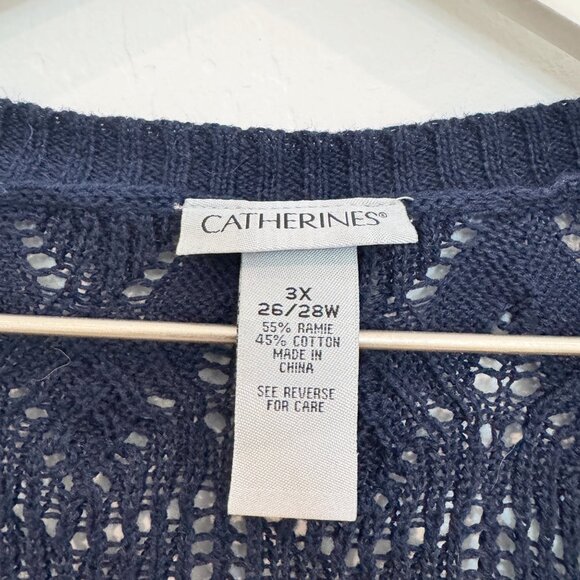 CATHERINES®
3X
26/28W
55% RAMIE
45% COTTON
MADE IN
CHINA
SEE REVERSE
FOR CARE